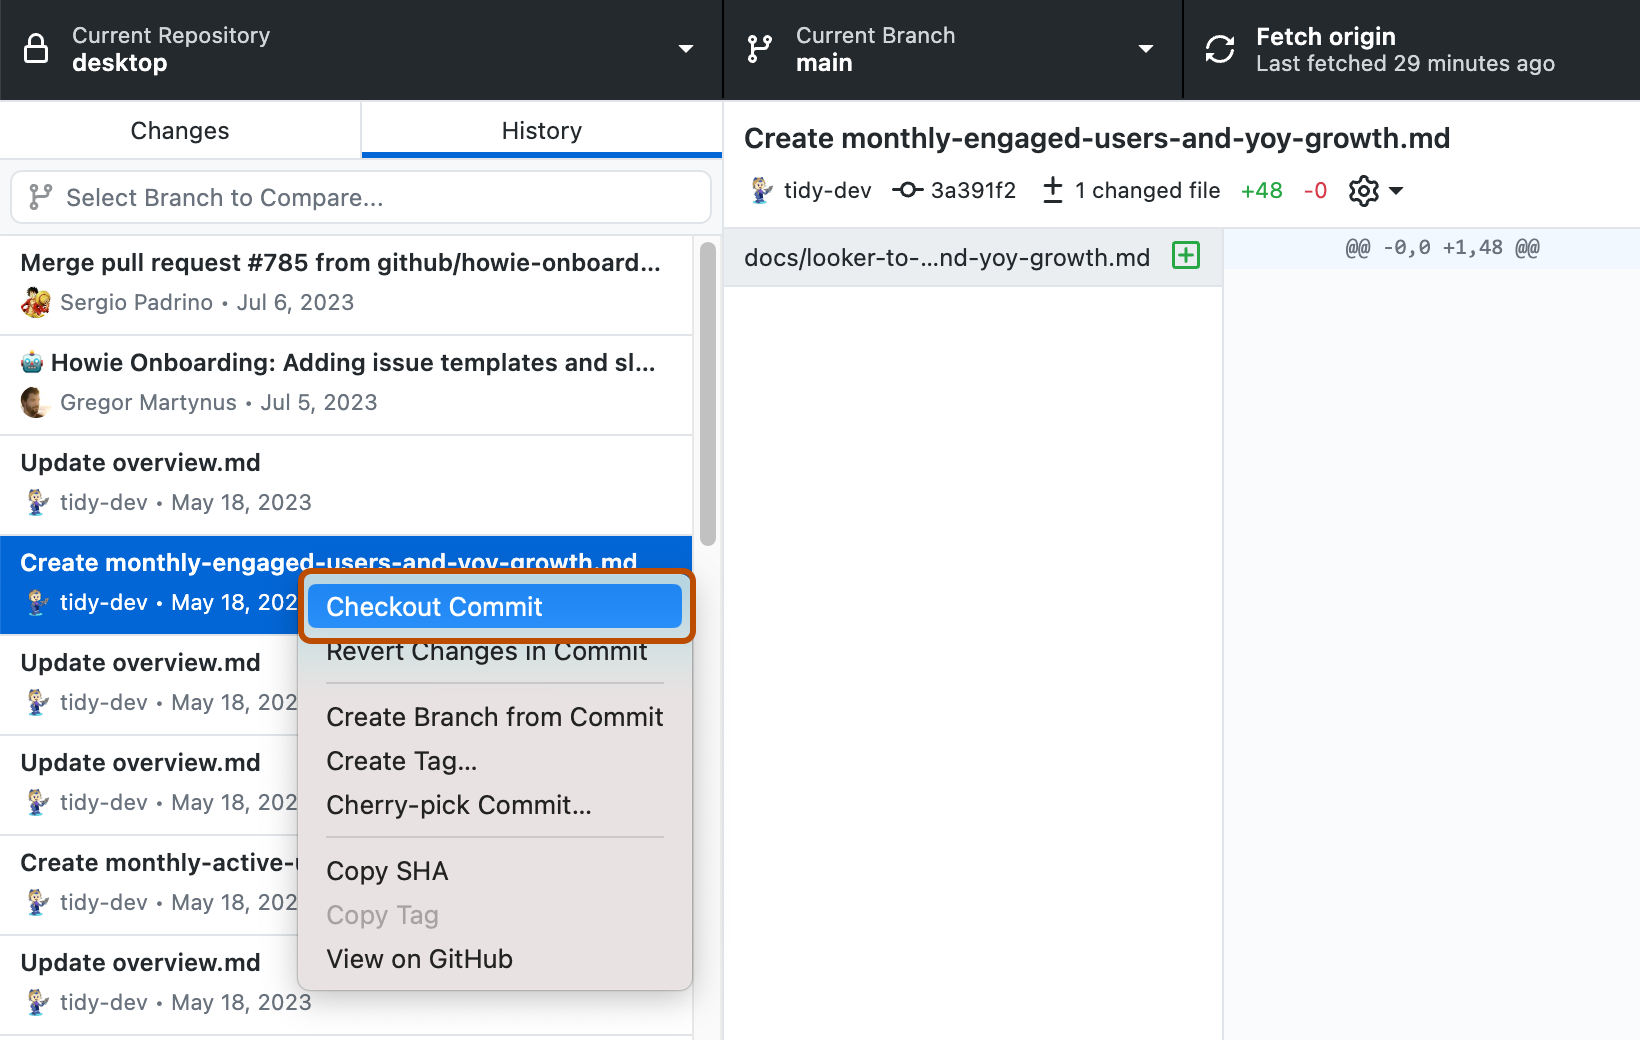 Current Repository
desktop
Current Branch
main
Fetch origin
Last fetched 29 minutes ago
Changes
History
Select Branch to Compare...
Merge pull request #785 from github/howie-onboard...
Sergio Padrino • Jul 6, 2023
Howie Onboarding: Adding issue templates and sl...
Gregor Martynus • Jul 5, 2023
Update overview.md
tidy-dev • May 18, 2023
Create monthly-engaged-users-and-yoy-growth.md
tidy-dev • May 18, 202
Update overview.md
tidy-dev • May 18, 202
Update overview.md
tidy-dev • May 18, 202
Create monthly-active-
tidy-dev • May 18, 202
Update overview.md
tidy-dev • May 18, 2023
Checkout Commit
Revert Changes in Commit
Create Branch from Commit
Create Tag...
Cherry-pick Commit...
Copy SHA
Copy Tag
View on GitHub
Create monthly-engaged-users-and-yoy-growth.md
tidy-dev 3a391f2 1 changed file +48 -0
docs/looker-to-...nd-yoy-growth.md
@@ -0,0 +1,48 @@